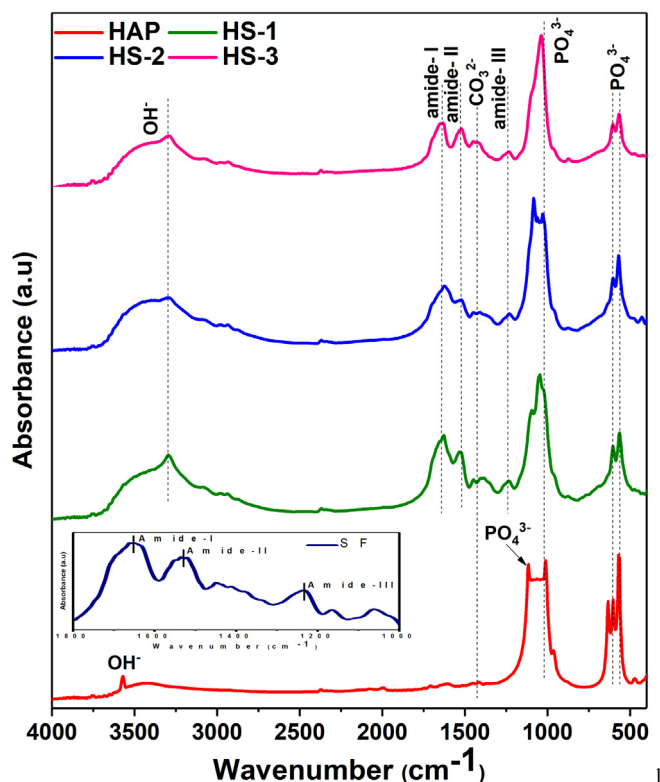 HAP HS-1
HS-2 HS-3
OH⁻
amide- I
amide- II
CO₃²⁻
amide- III
PO₄³⁻
PO₄³⁻
Absorbance (a.u)
Amide-I
Amide-II
Amide-III
SF
Absorbance (a.u)
1800 1600 1400 1200 1000
Wavenumber (cm⁻¹)
PO₄³⁻
OH⁻
4000 3500 3000 2500 2000 1500 1000 500
Wavenumber (cm⁻¹)
1